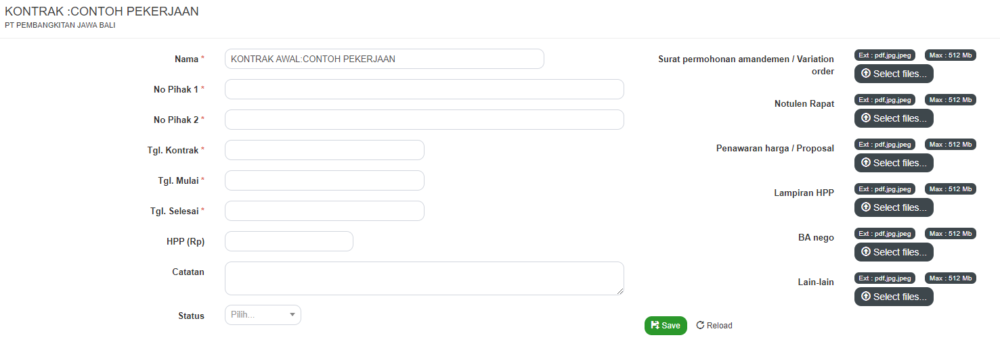 KONTRAK :CONTOH PEKERJAAN
PT PEMBANGKITAN JAWA BALI
Nama *
KONTRAK AWAL:CONTOH PEKERJAAN
No Pihak 1 *
No Pihak 2 *
Tgl. Kontrak *
Tgl. Mulai *
Tgl. Selesai *
HPP (Rp)
Catatan
Status
Pilih...
Surat permohonan amandemen / Variation
order
Ext : pdf,jpg,jpeg Max : 512 Mb
Select files...
Notulen Rapat
Ext : pdf,jpg,jpeg Max : 512 Mb
Select files...
Penawaran harga / Proposal
Ext : pdf,jpg,jpeg Max : 512 Mb
Select files...
Lampiran HPP
Ext : pdf,jpg,jpeg Max : 512 Mb
Select files...
BA nego
Ext : pdf,jpg,jpeg Max : 512 Mb
Select files...
Lain-lain
Ext : pdf,jpg,jpeg Max : 512 Mb
Select files...
Save Reload